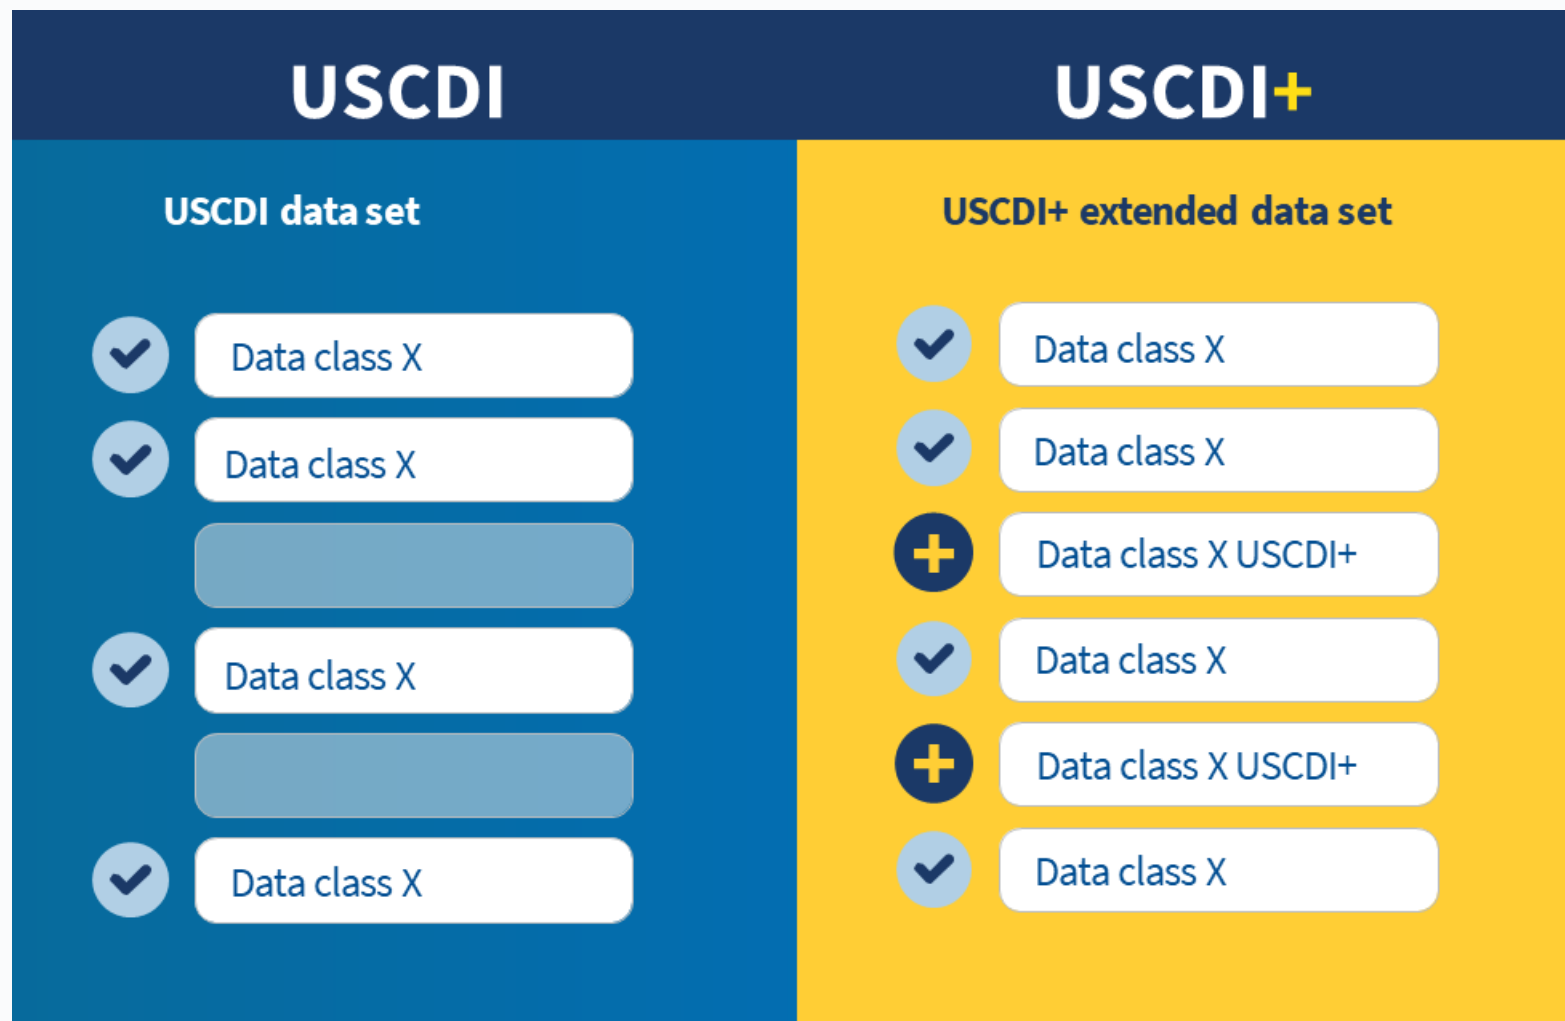 USCDI
USCDI data set
Data class X
Data class X
Data class X
Data class X
USCDI+
USCDI+ extended data set
Data class X
Data class X
Data class X USCDI+
Data class X
Data class X USCDI+
Data class X